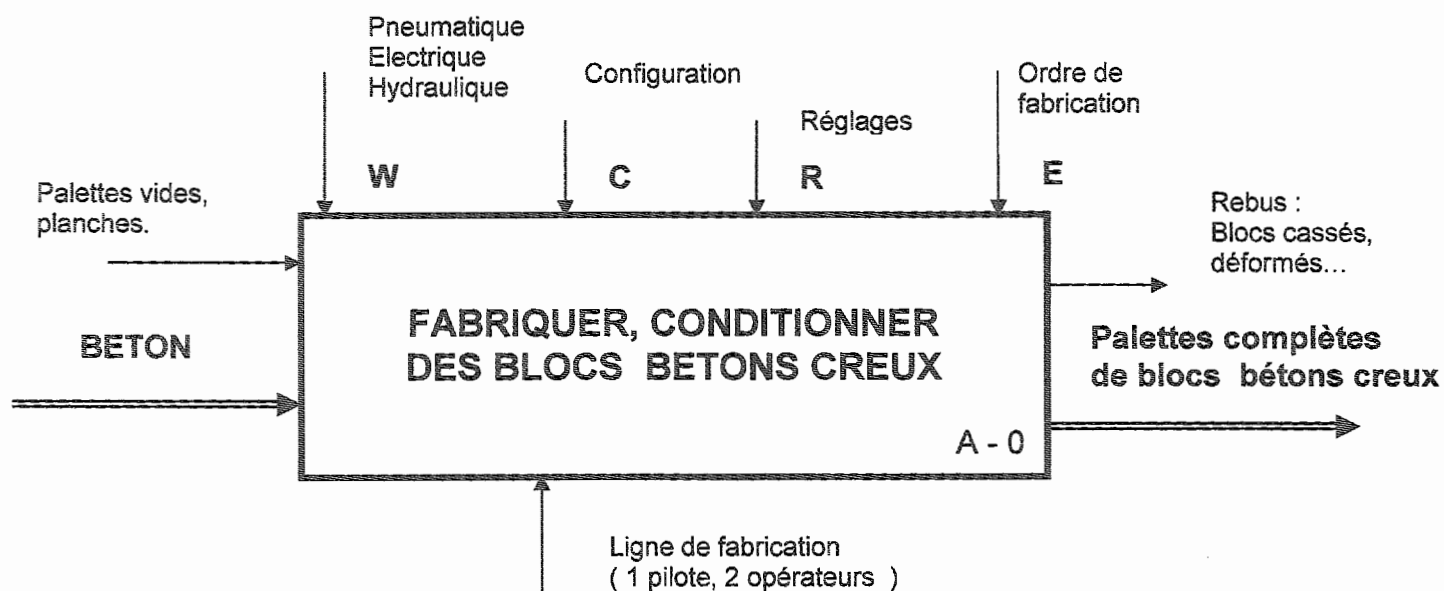 Pneumatique
Electrique
Hydraulique
Configuration
Réglages
Ordre de
fabrication
W
C
R
E
Palettes vides,
planches.
Rebus :
Blocs cassés,
déformés...
BETON
FABRIQUER, CONDITIONNER
DES BLOCS BETONS CREUX
Palettes complètes
de blocs bétons creux
A - 0
Ligne de fabrication
( 1 pilote, 2 opérateurs )